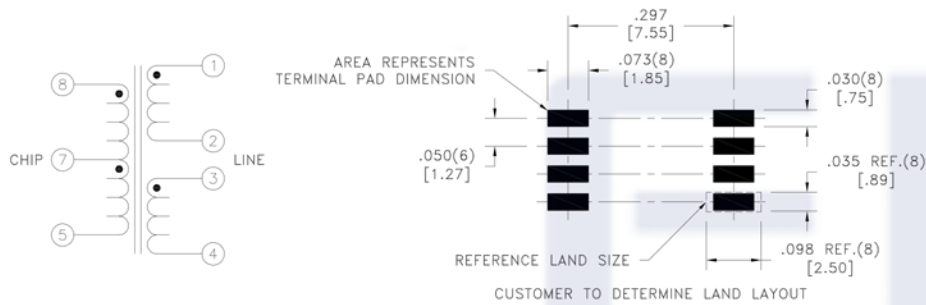 1
8
2
CHIP
7
LINE
3
5
4
.297
[7.55]
AREA REPRESENTS
TERMINAL PAD DIMENSION
.073(8)
[1.85]
.030(8)
[.75]
.050(6)
[1.27]
.035 REF.(8)
[.89]
REFERENCE LAND SIZE
.098 REF.(8)
[2.50]
CUSTOMER TO DETERMINE LAND LAYOUT